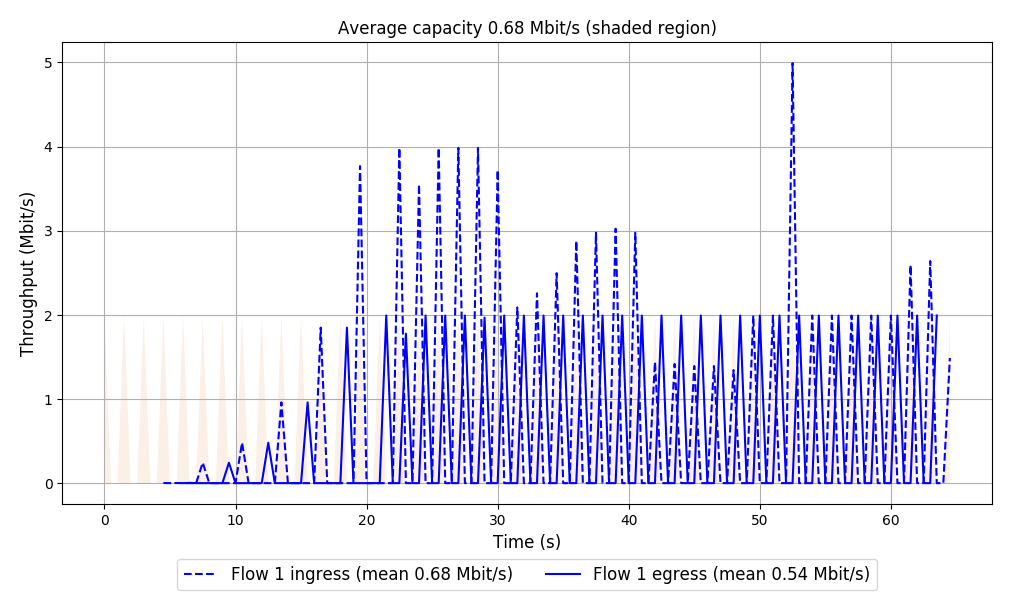 Average capacity 0.68 Mbit/s (shaded region)
Throughput (Mbit/s)
5
4
3
2
1
0
0 10 20 30 40 50 60
Time (s)
Flow 1 ingress (mean 0.68 Mbit/s) Flow 1 egress (mean 0.54 Mbit/s)